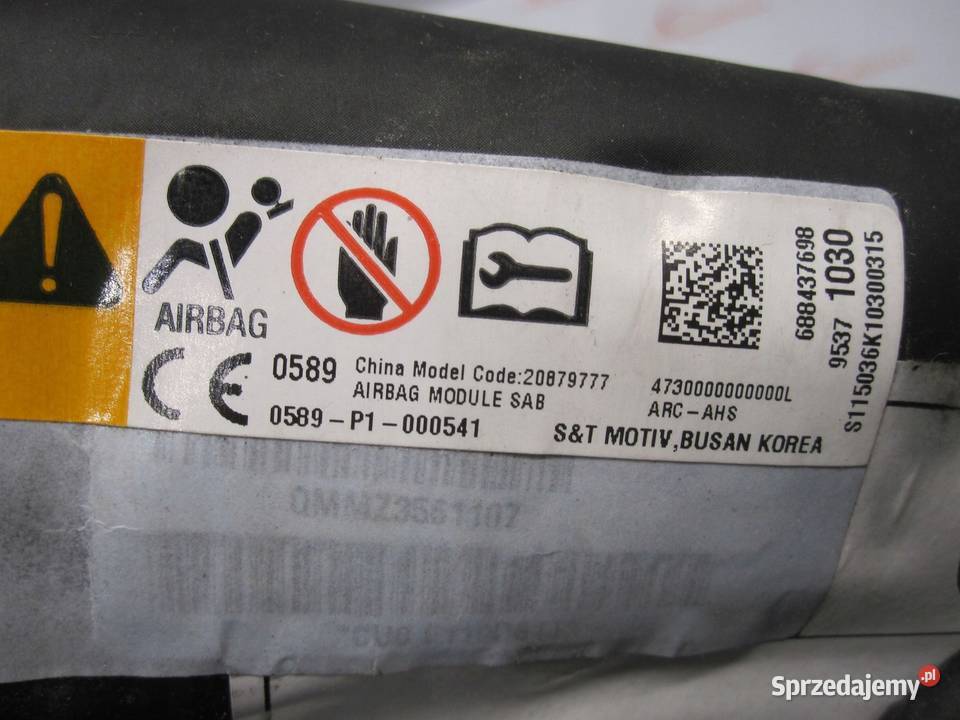 AIRBAG
0589
China Model Code:20879777
AIRBAG MODULE SAB
0589-P1-000541
4730000000000L
ARC-AHS
S&T MOTIV,BUSAN KOREA
688437698
9537 1030
S115036K10300315
QMMZ3561107
Sprzedajemy.pl